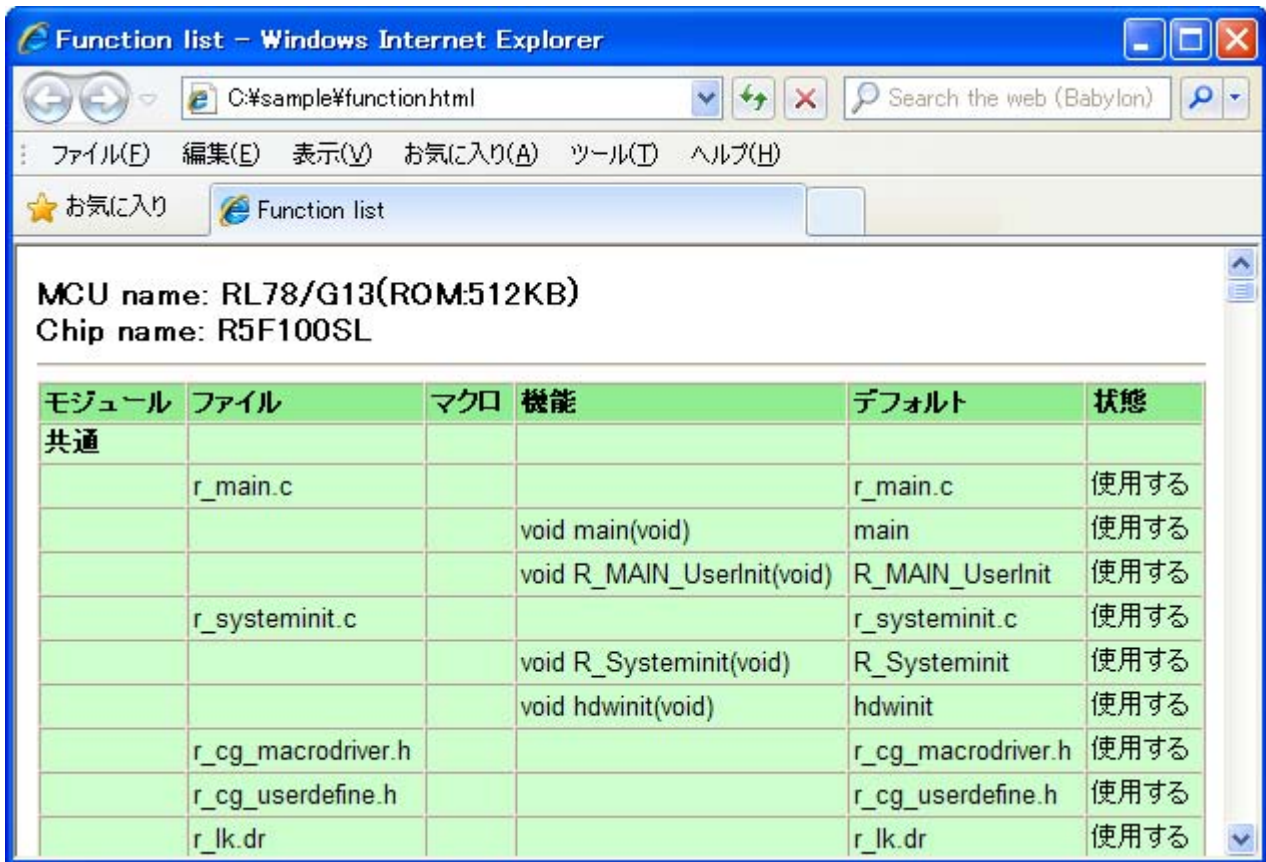 Function list - Windows Internet Explorer
C:¥sample¥function.html
Search the web (Babylon)
ファイル(F) 編集(E) 表示(V) お気に入り(A) ツール(T) ヘルプ(H)
お気に入り Function list
MCU name: RL78/G13(ROM:512KB)
Chip name: R5F100SL
モジュール ファイル マクロ 機能 デフォルト 状態
共通
r_main.c r_main.c 使用する
void main(void) main 使用する
void R_MAIN_UserInit(void) R_MAIN_UserInit 使用する
r_systeminit.c r_systeminit.c 使用する
void R_Systeminit(void) R_Systeminit 使用する
void hdwinit(void) hdwinit 使用する
r_cg_macrodriver.h r_cg_macrodriver.h 使用する
r_cg_userdefine.h r_cg_userdefine.h 使用する
r_lk.dr r_lk.dr 使用する